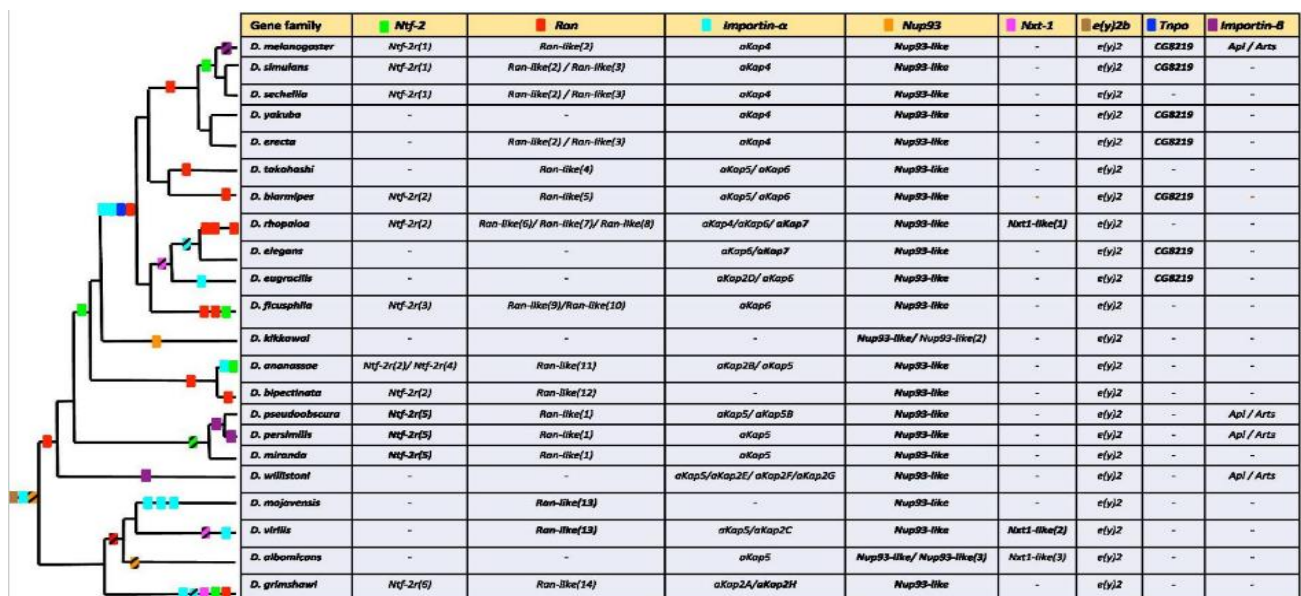 Gene family Ntf-2 Ran importin-α Nup93 Nxt-1 e(y)2b Tnpo Importin-β
D. melanogaster Ntf-2r(1) Ran-like(2) αKap4 Nup93-like - e(y)2 CG8219 Apl / Arts
D. simulans Ntf-2r(1) Ran-like(2) / Ran-like(3) αKap4 Nup93-like - e(y)2 CG8219 -
D. sechellia Ntf-2r(1) Ran-like(2) / Ran-like(3) αKap4 Nup93-like - e(y)2 - -
D. yakuba - - αKap4 Nup93-like - e(y)2 CG8219 -
D. erecta - Ran-like(2) / Ran-like(3) αKap4 Nup93-like - e(y)2 CG8219 -
D. takahashi - Ran-like(4) αKap5/ αKap6 Nup93-like - e(y)2 - -
D. biarmipes Ntf-2r(2) Ran-like(5) αKap5/ αKap6 Nup93-like - e(y)2 CG8219 -
D. rhopaloa Ntf-2r(2) Ran-like(6)/ Ran-like(7)/ Ran-like(8) αKap4/αKap6/ αKap7 Nup93-like Nxt1-like(1) e(y)2 - -
D. elegans - - αKap6/αKap7 Nup93-like - e(y)2 CG8219 -
D. eugracilis - - αKap2D/ αKap6 Nup93-like - e(y)2 CG8219 -
D. ficusphila Ntf-2r(3) Ran-like(9)/Ran-like(10) αKap6 Nup93-like - e(y)2 - -
D. kikkawai - - - Nup93-like/ Nup93-like(2) - e(y)2 - -
D. ananassae Ntf-2r(2)/ Ntf-2r(4) Ran-like(11) αKap2B/ αKap5 Nup93-like - e(y)2 - -
D. bipectinata Ntf-2r(2) Ran-like(12) - Nup93-like - e(y)2 - -
D. pseudoobscura Ntf-2r(5) Ran-like(1) αKap5/ αKap5B Nup93-like - e(y)2 - Apl / Arts
D. persimilis Ntf-2r(5) Ran-like(1) αKap5 Nup93-like - e(y)2 - Apl / Arts
D. miranda Ntf-2r(5) Ran-like(1) αKap5 Nup93-like - e(y)2 - -
D. willistoni - - αKap5/αKap2E/ αKap2F/αKap2G Nup93-like - e(y)2 - Apl / Arts
D. mojavensis - Ran-like(13) - Nup93-like - e(y)2 - -
D. virilis - Ran-like(13) αKap5/αKap2C Nup93-like Nxt1-like(2) e(y)2 - -
D. albomicans - - αKap5 Nup93-like/ Nup93-like(3) Nxt1-like(3) e(y)2 - -
D. grimshawi Ntf-2r(6) Ran-like(14) αKap2A/αKap2H Nup93-like - e(y)2 - -